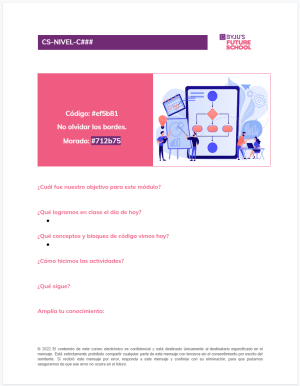 CS-NIVEL-C###
BYJU'S
FUTURE
SCHOOL
Código: #ef5b81
No olvidar los bordes.
Morado: #712b75
¿Cuál fue nuestro objetivo para este módulo?
¿Qué logramos en clase el día de hoy?
¿Qué conceptos y bloques de código vimos hoy?
¿Cómo hicimos las actividades?
¿Qué sigue?
Amplía tu conocimiento:
© 2022 El contenido de este correo electrónico es confidencial y está destinado únicamente al destinatario especificado en el
mensaje. Está estrictamente prohibido compartir cualquier parte de este mensaje con terceros sin el consentimiento por escrito del
remitente. Si recibió este mensaje por error, responda a este mensaje y continúe con su eliminación, para que podamos
asegurarnos de que ese error no ocurra en el futuro.